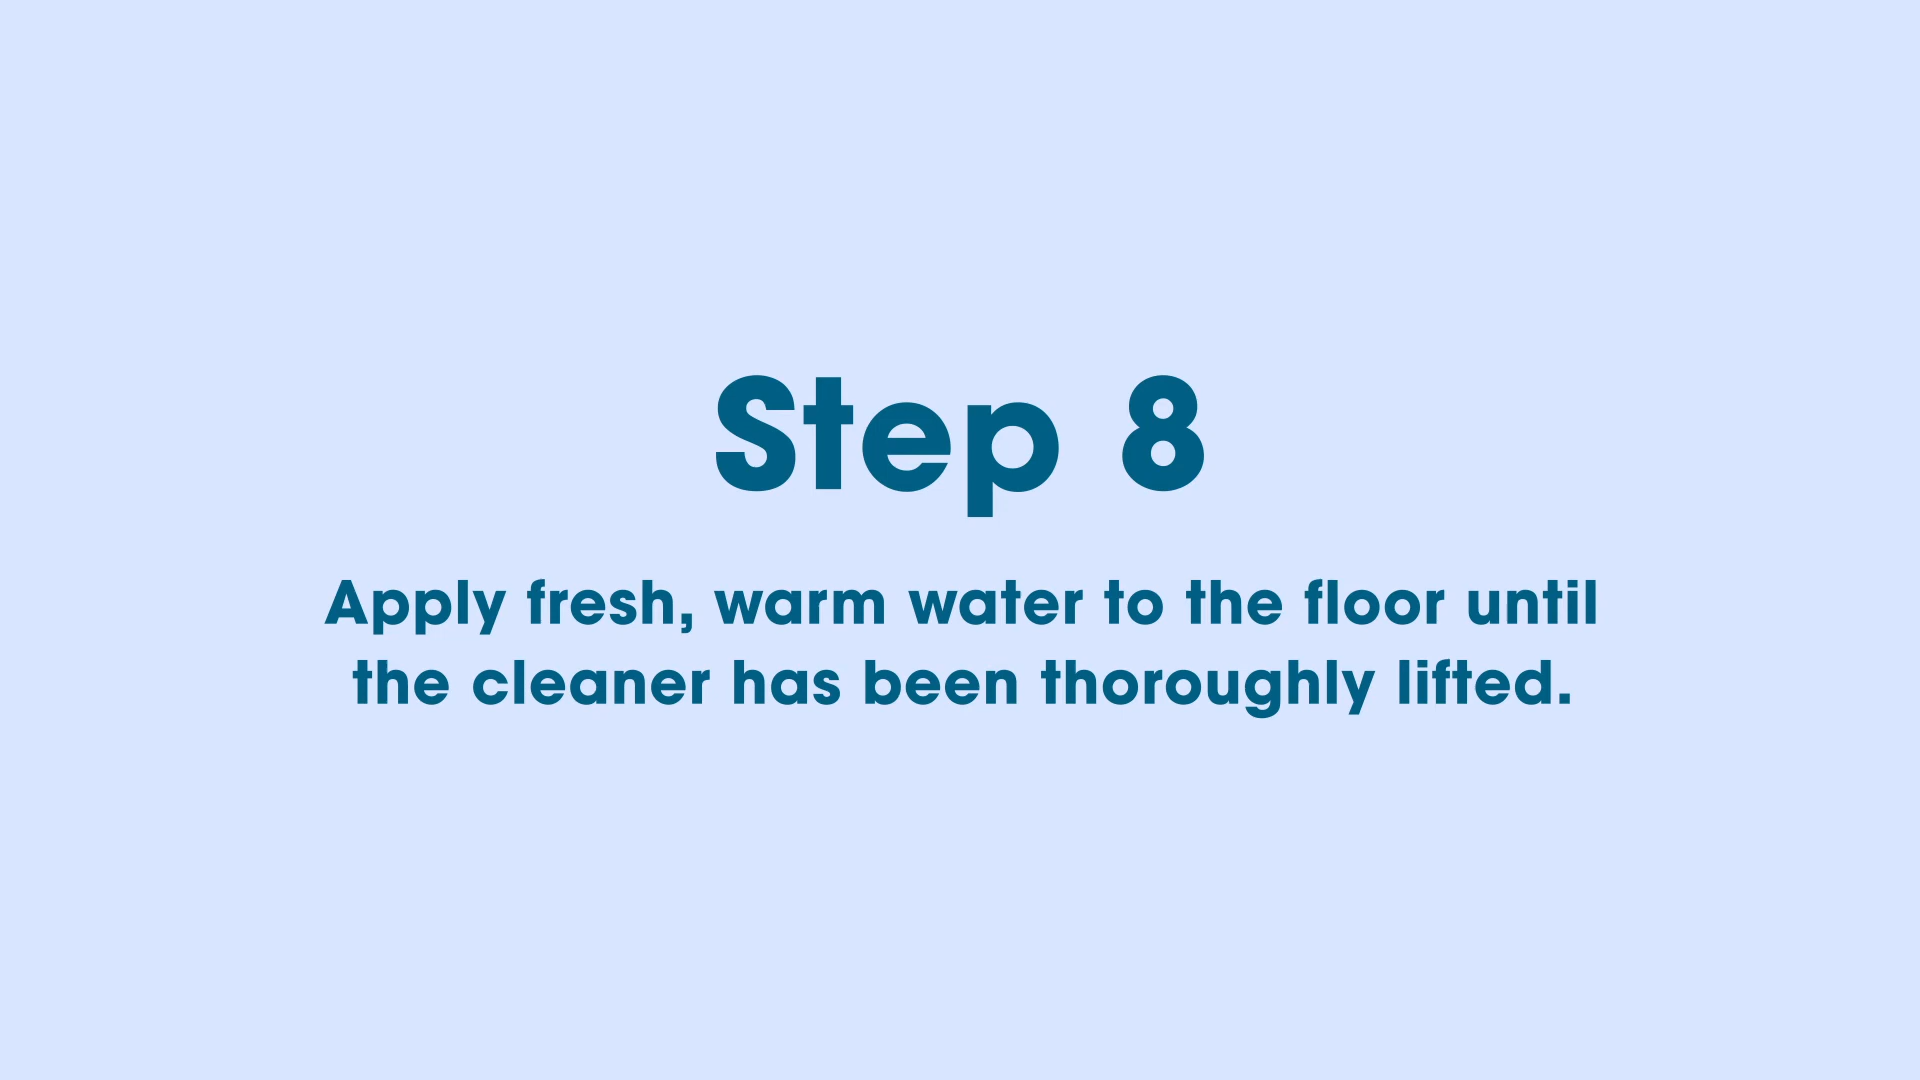 Step 8
Apply fresh, warm water to the floor until
the cleaner has been thoroughly lifted.